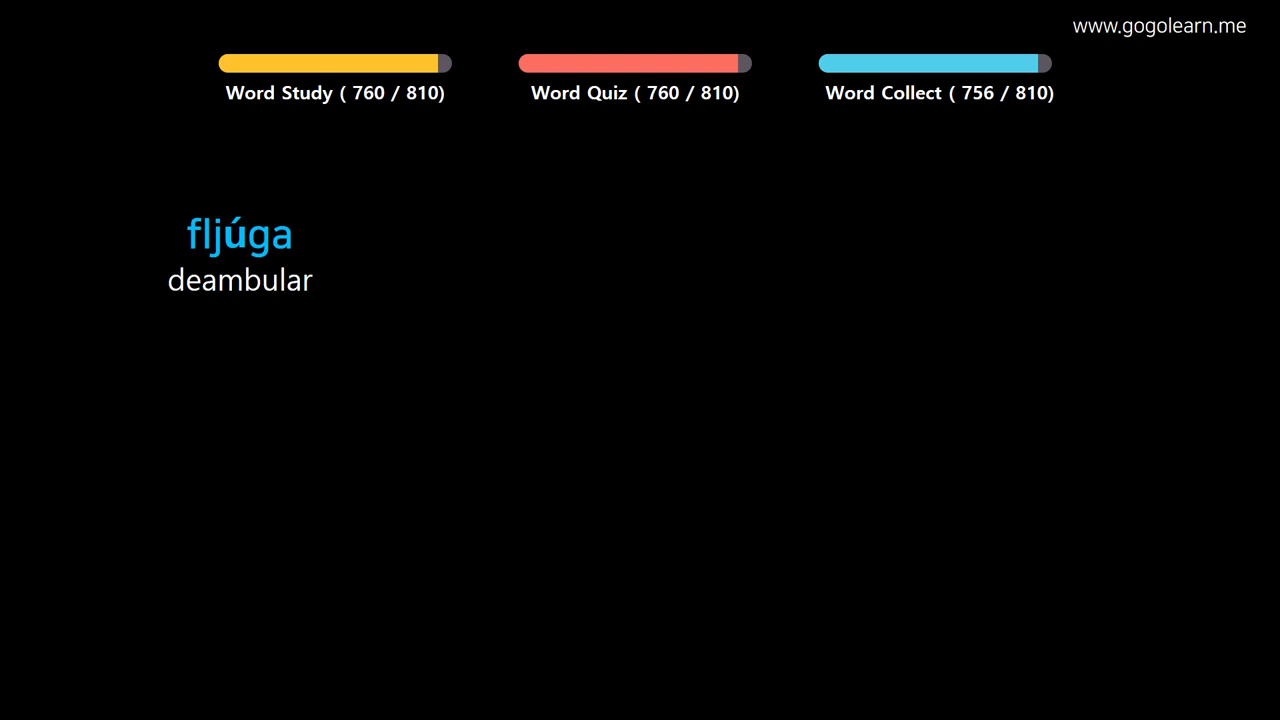 www.gogolearn.me
Word Study ( 760 / 810)
Word Quiz ( 760 / 810)
Word Collect ( 756 / 810)
fljúga
deambular